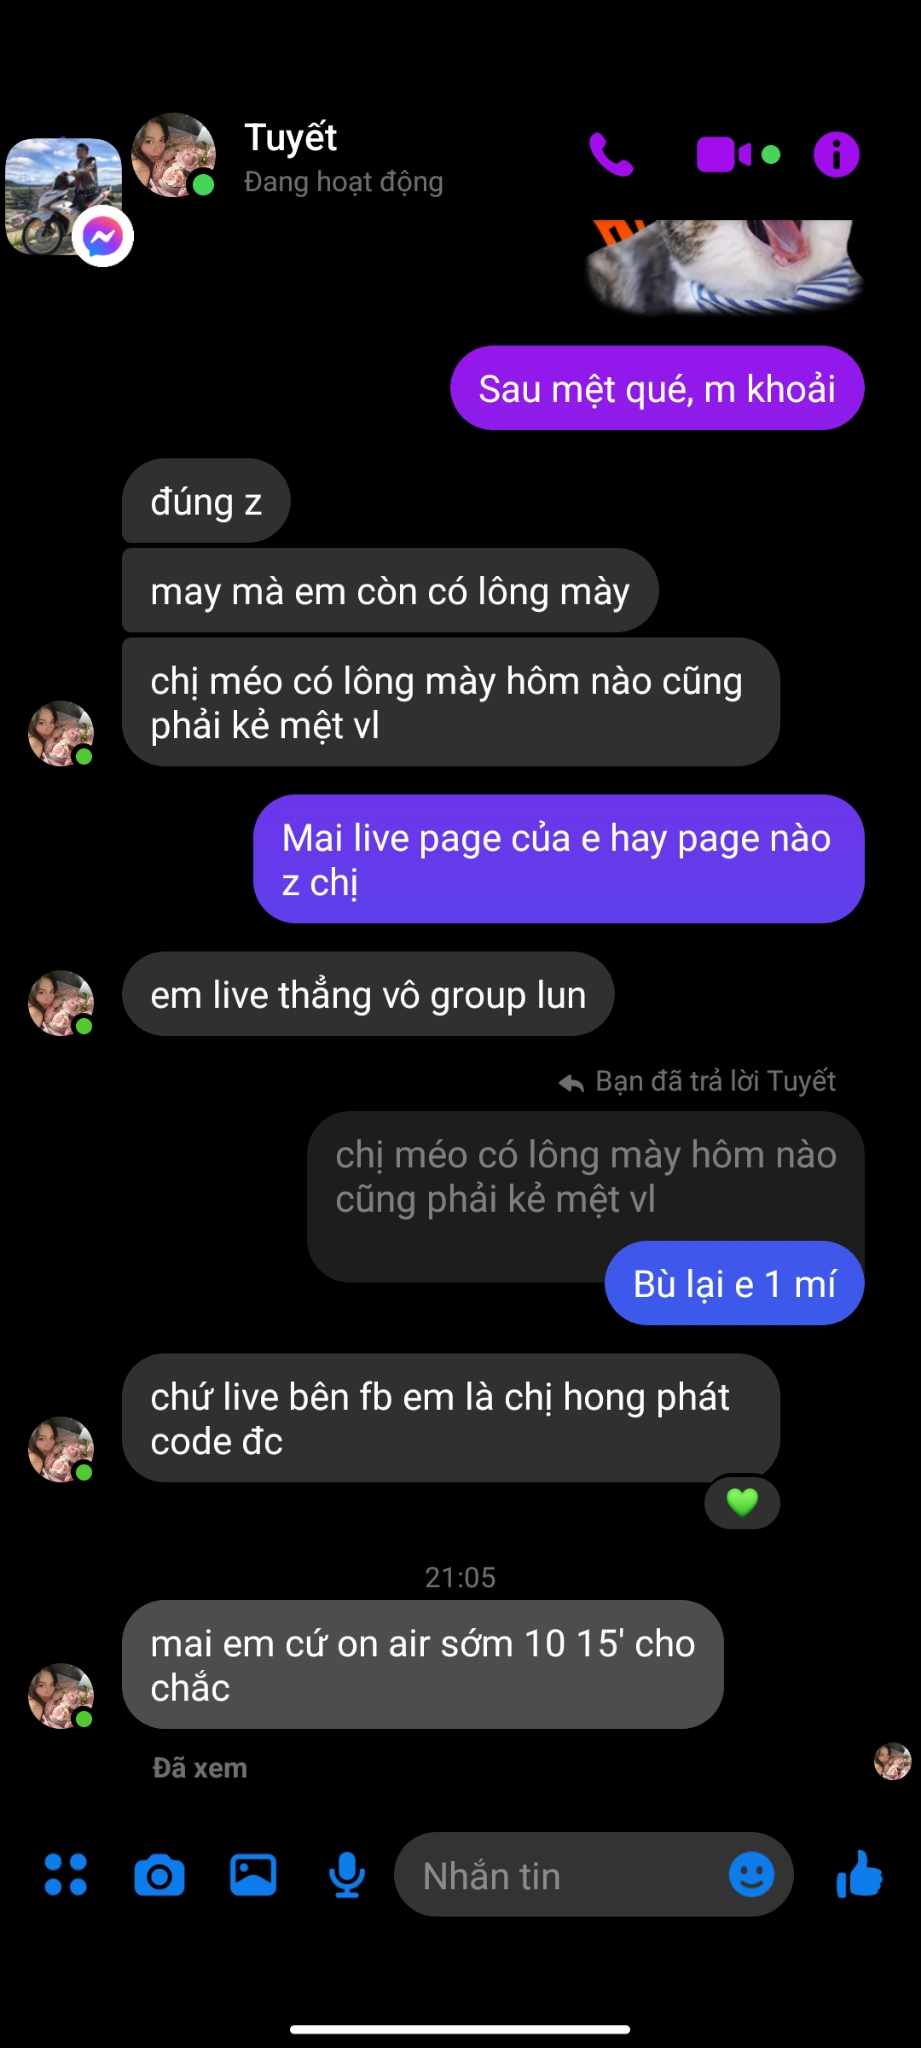 Tuyết
Đang hoạt động
Sau mệt qué, m khoải
đúng z
may mà em còn có lông mày
chị méo có lông mày hôm nào cũng
phải kẻ mệt vl
Mai live page của e hay page nào
z chị
em live thẳng vô group lun
Bạn đã trả lời Tuyết
chị méo có lông mày hôm nào
cũng phải kẻ mệt vl
Bù lại e 1 mí
chứ live bên fb em là chị hong phát
code đc
21:05
mai em cứ on air sớm 10 15' cho
chắc
Đã xem
Nhắn tin